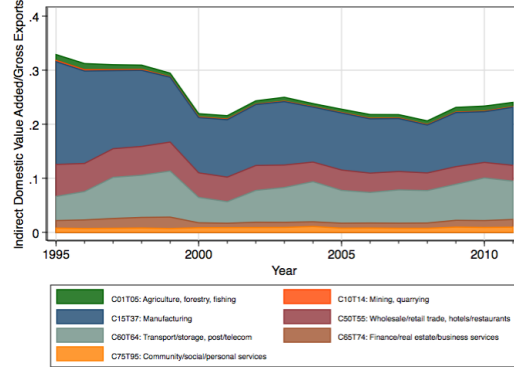 Indirect Domestic Value Added/Gross Exports
.4
.3
.2
.1
0
1995
2000
2005
2010
Year
C01T05: Agriculture, forestry, fishing
C10T14: Mining, quarrying
C15T37: Manufacturing
C50T55: Wholesale/retail trade, hotels/restaurants
C60T64: Transport/storage, post/telecom
C65T74: Finance/real estate/business services
C75T95: Community/social/personal services